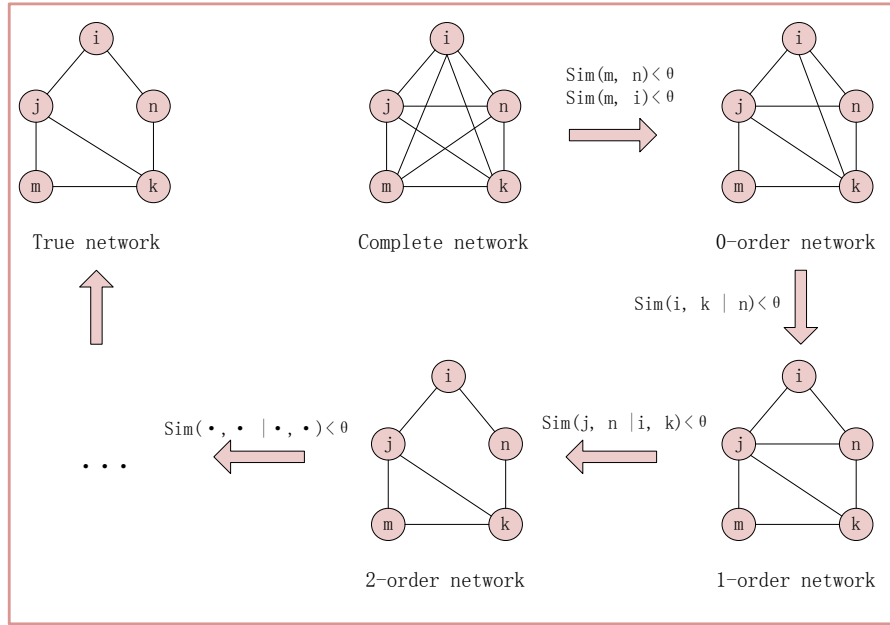 i
j
n
m
k
True network
i
j
n
m
k
Complete network
Sim(m, n)<θ
Sim(m, i)<θ
i
j
n
m
k
0-order network
Sim(i, k | n)<θ
i
j
n
m
k
1-order network
Sim(j, n |i, k)<θ
i
j
n
m
k
2-order network
Sim(•, • |•, •)<θ
...